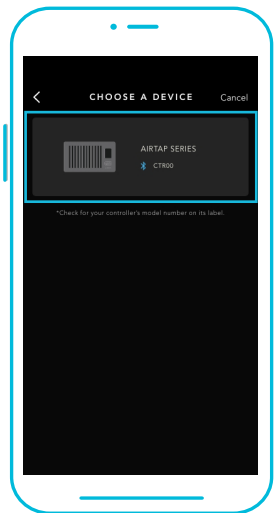 CHOOSE A DEVICE Cancel
AIRTAP SERIES
CTR00
*Check for your controller's model number on its label.